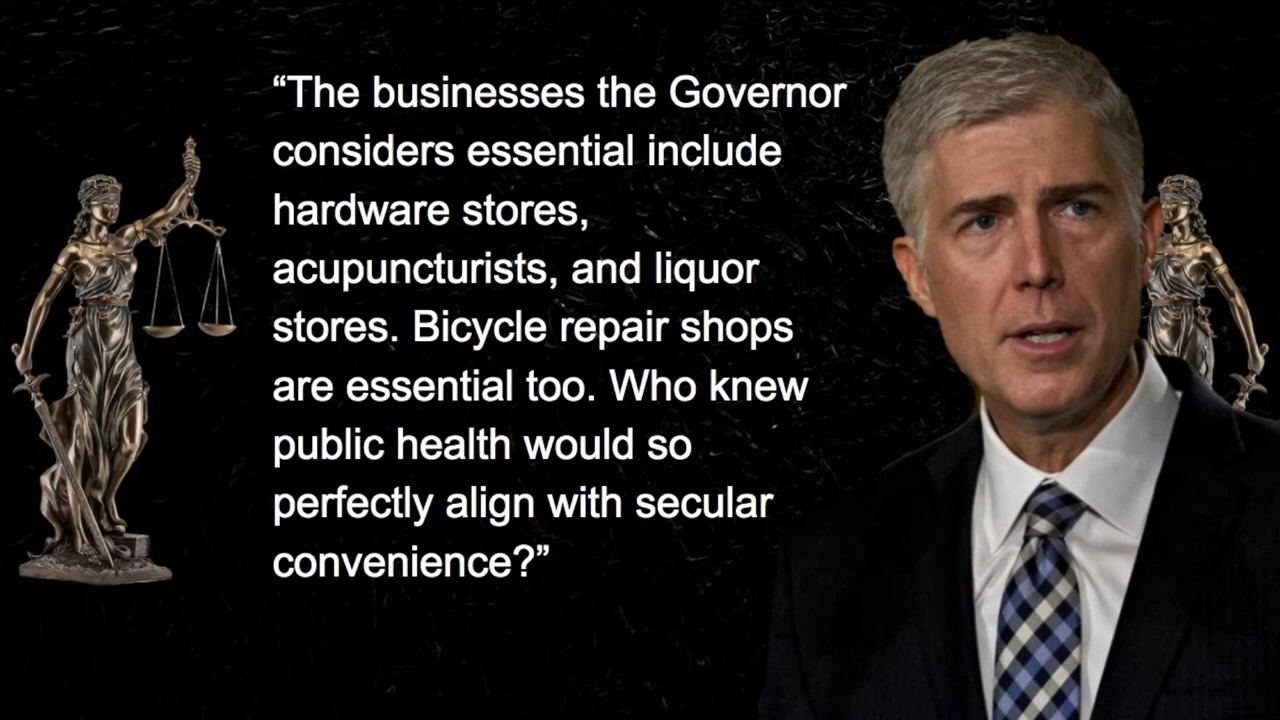 “The businesses the Governor
considers essential include
hardware stores,
acupuncturists, and liquor
stores. Bicycle repair shops
are essential too. Who knew
public health would so
perfectly align with secular
convenience?”